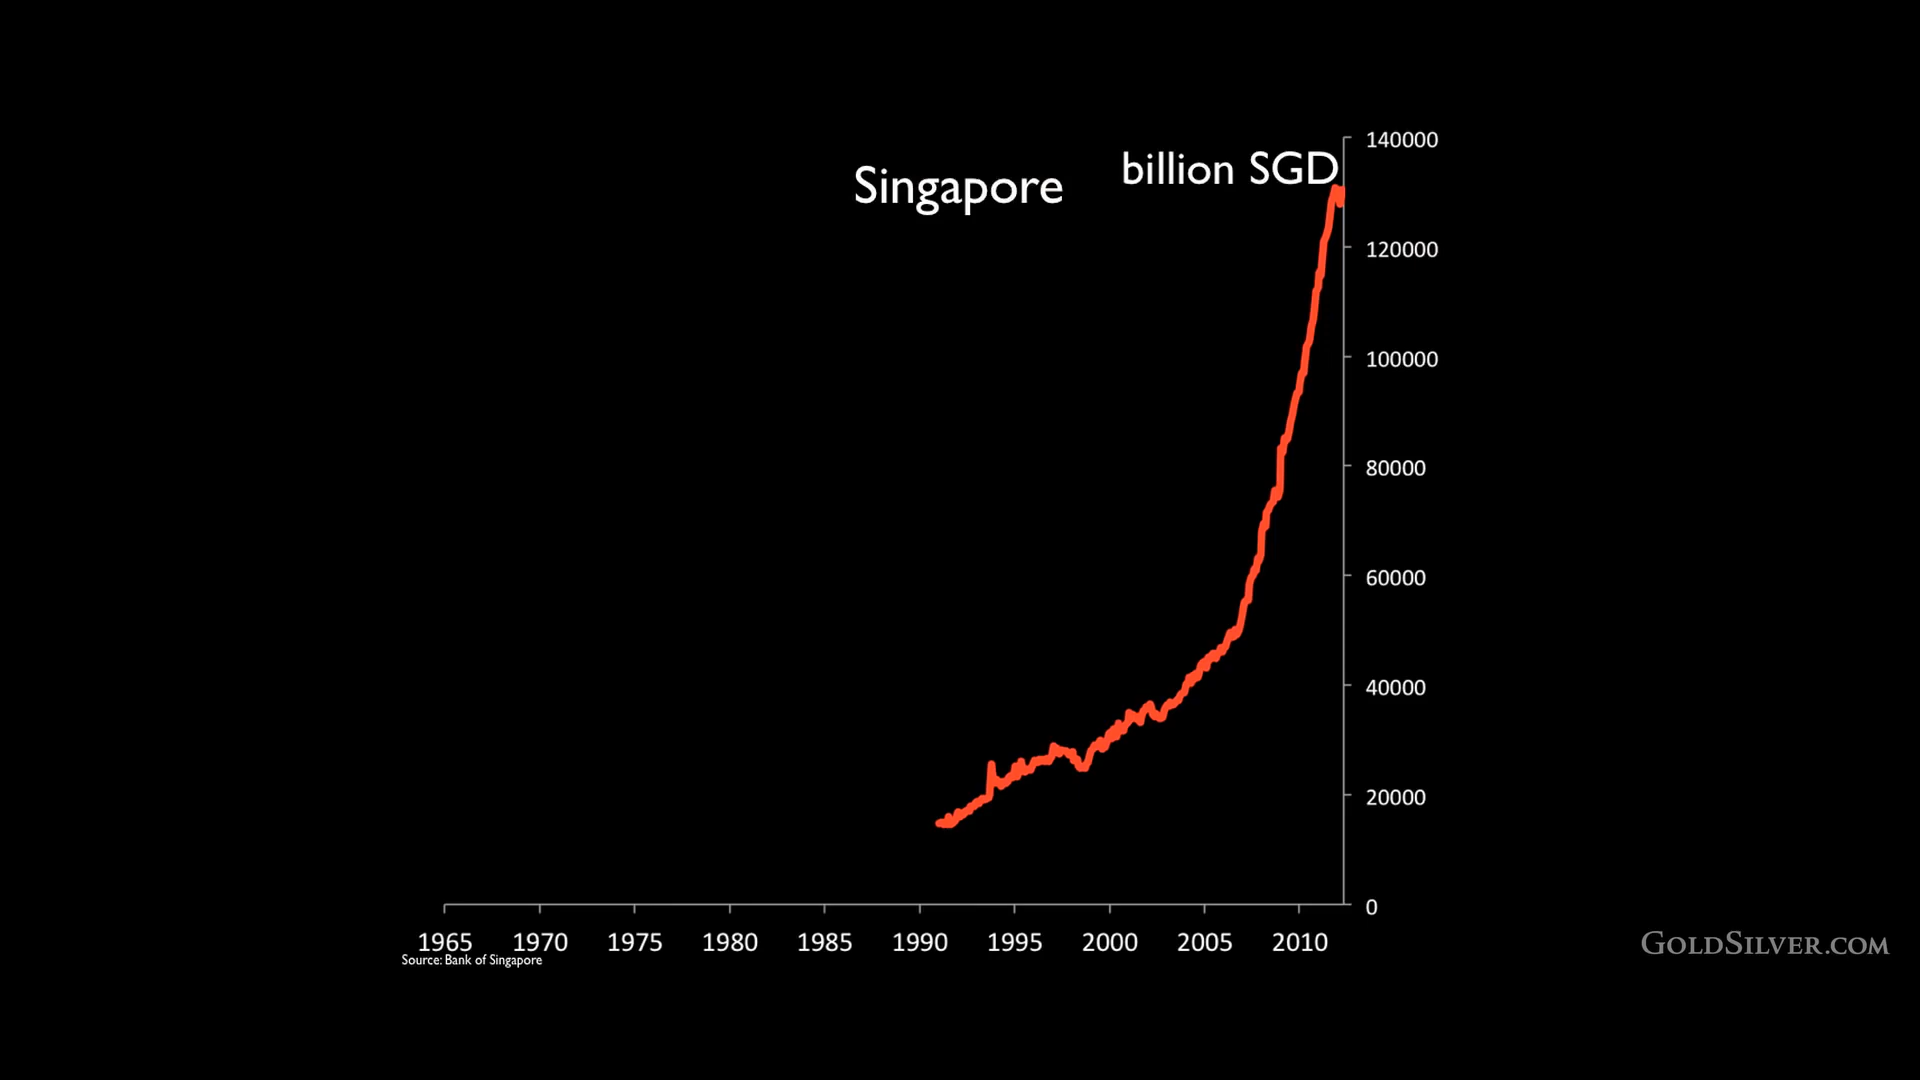 Singapore
billion SGD
140000
120000
100000
80000
60000
40000
20000
0
1965 1970 1975 1980 1985 1990 1995 2000 2005 2010
Source: Bank of Singapore
GOLDSILVER.COM